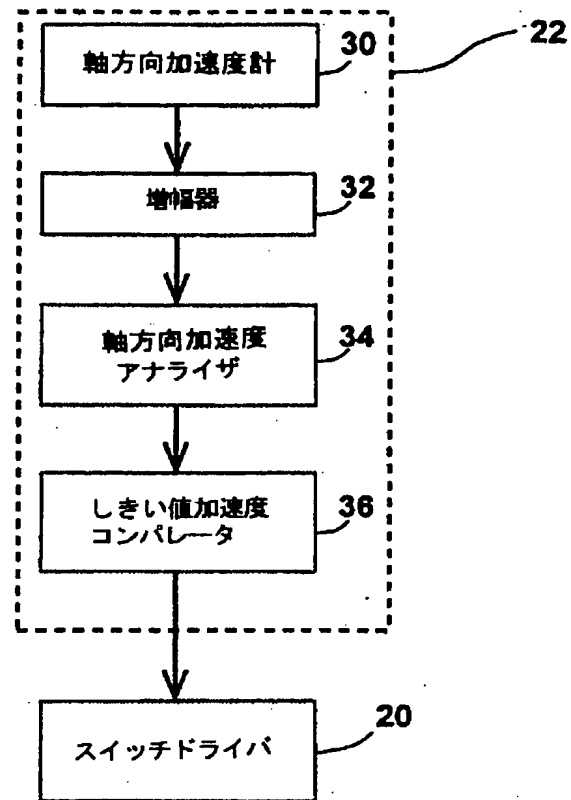 22
軸方向加速度計
30
増幅器
32
軸方向加速度
アナライザ
34
しきい値加速度
コンパレータ
36
スイッチドライバ
20